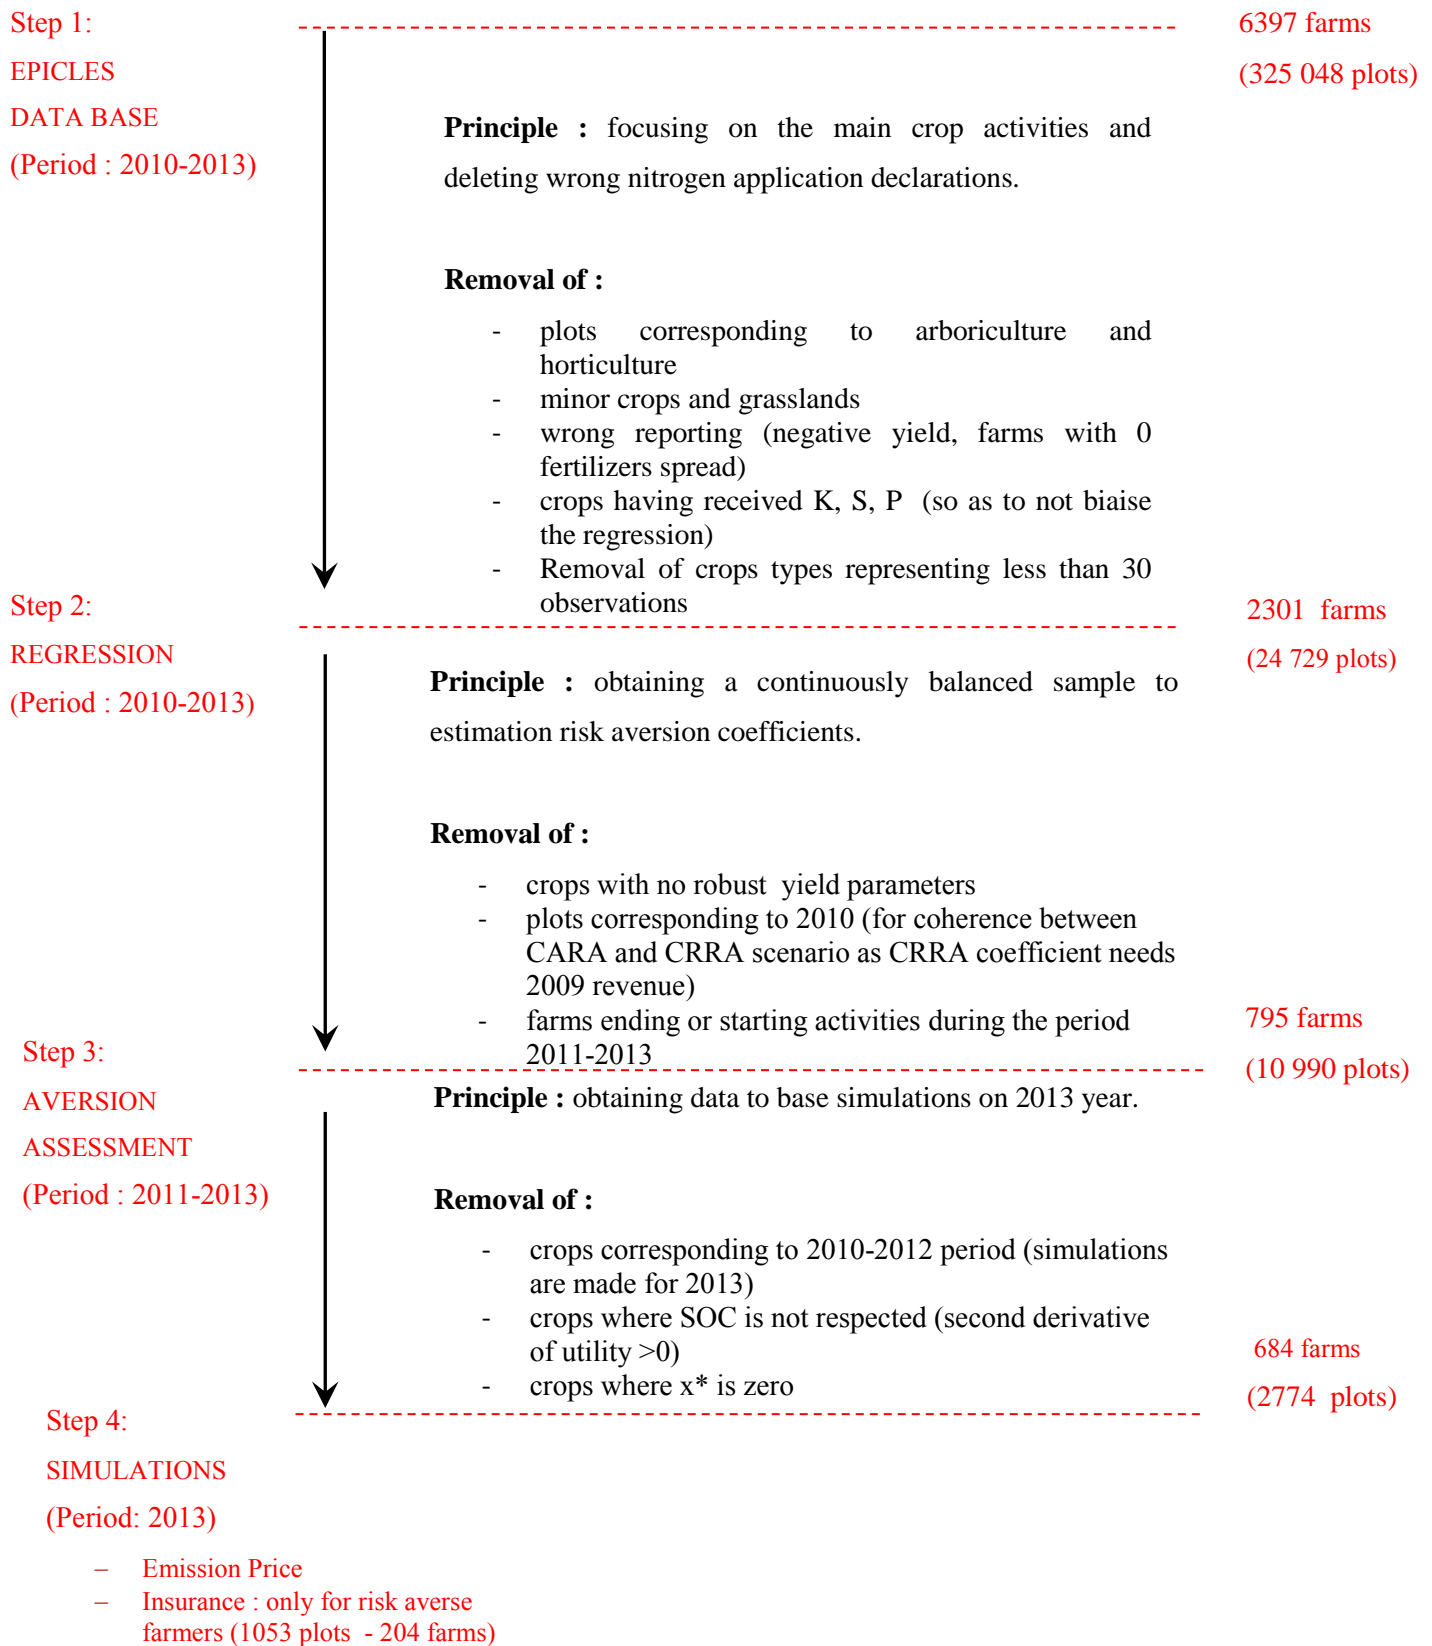 Step 1:
6397 farms
EPICLES
(325 048 plots)
DATA BASE
(Period : 2010-2013)
Principle : focusing on the main crop activities and
deleting wrong nitrogen application declarations.
Removal of :
- plots corresponding to arboriculture and
horticulture
- minor crops and grasslands
- wrong reporting (negative yield, farms with 0
fertilizers spread)
- crops having received K, S, P (so as to not biaise
the regression)
- Removal of crops types representing less than 30
observations
Step 2:
2301 farms
REGRESSION
(24 729 plots)
(Period : 2010-2013)
Principle : obtaining a continuously balanced sample to
estimation risk aversion coefficients.
Removal of :
- crops with no robust yield parameters
- plots corresponding to 2010 (for coherence between
CARA and CRRA scenario as CRRA coefficient needs
2009 revenue)
- farms ending or starting activities during the period
2011-2013
795 farms
(10 990 plots)
Step 3:
AVERSION
ASSESSMENT
(Period : 2011-2013)
Principle : obtaining data to base simulations on 2013 year.
Removal of :
- crops corresponding to 2010-2012 period (simulations
are made for 2013)
- crops where SOC is not respected (second derivative
of utility >0)
- crops where x* is zero
684 farms
(2774 plots)
Step 4:
SIMULATIONS
(Period: 2013)
– Emission Price
– Insurance : only for risk averse
farmers (1053 plots - 204 farms)